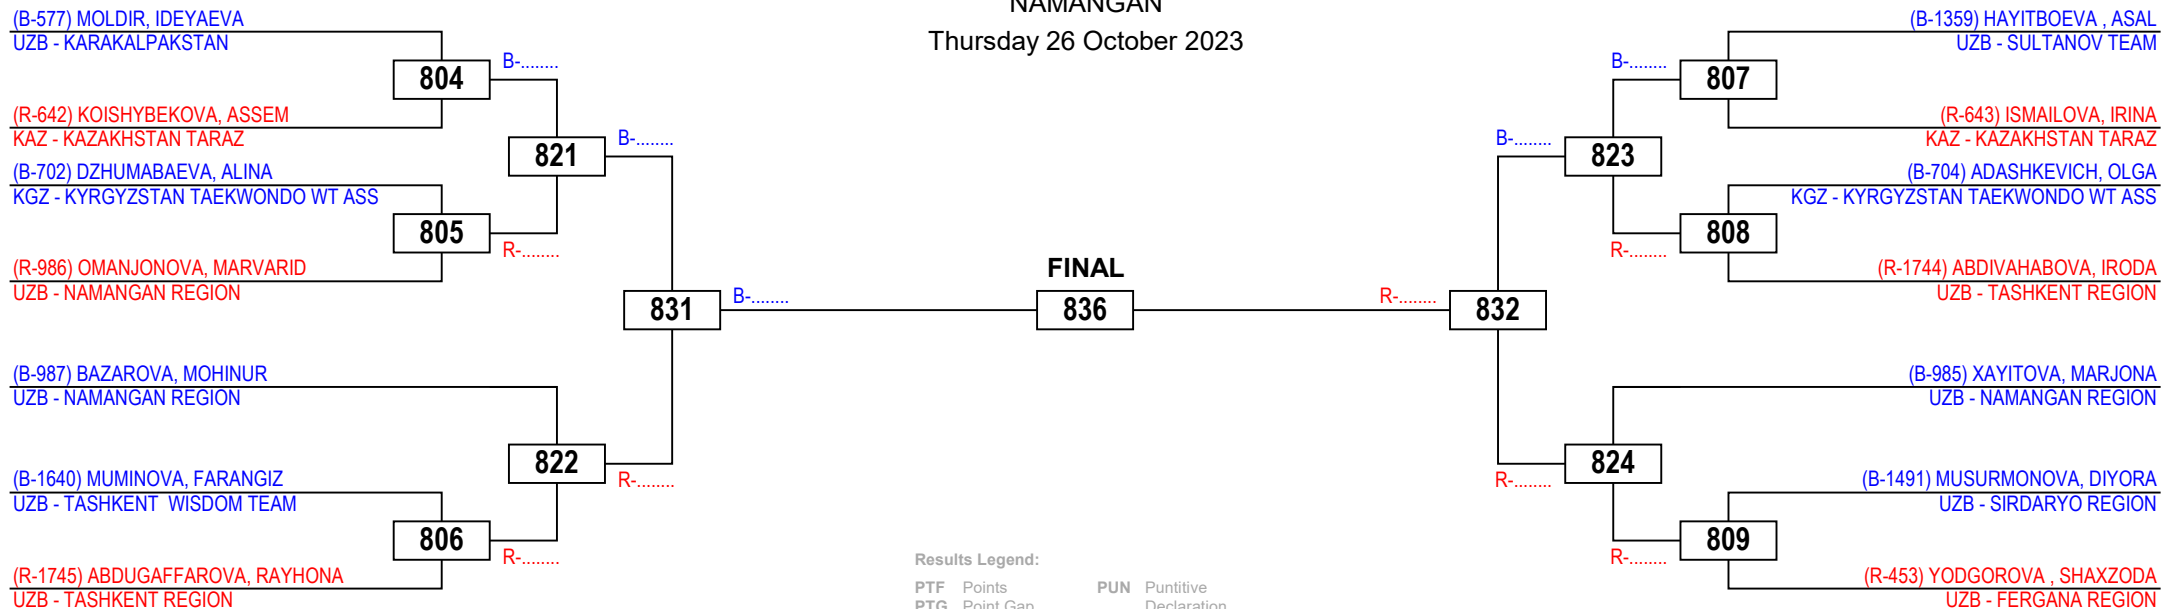 NAMANGAN
Thursday 26 October 2023
(B-577) MOLDIR, IDEYAEVA
UZB - KARAKALPAKSTAN
804
B-........
(R-642) KOISHYBEKOVA, ASSEM
KAZ - KAZAKHSTAN TARAZ
821
B-........
(B-702) DZHUMABAEVA, ALINA
KGZ - KYRGYZSTAN TAEKWONDO WT ASS
805
R-........
(R-986) OMANJONOVA, MARVARID
UZB - NAMANGAN REGION
831
B-........
(B-987) BAZAROVA, MOHINUR
UZB - NAMANGAN REGION
822
R-........
(B-1640) MUMINOVA, FARANGIZ
UZB - TASHKENT  WISDOM TEAM
806
R-........
(R-1745) ABDUGAFFAROVA, RAYHONA
UZB - TASHKENT REGION
FINAL
836
(B-1359) HAYITBOEVA , ASAL
UZB - SULTANOV TEAM
B-........
807
(R-643) ISMAILOVA, IRINA
KAZ - KAZAKHSTAN TARAZ
B-........
823
(B-704) ADASHKEVICH, OLGA
KGZ - KYRGYZSTAN TAEKWONDO WT ASS
R-........
808
(R-1744) ABDIVAHABOVA, IRODA
UZB - TASHKENT REGION
R-........
832
(B-985) XAYITOVA, MARJONA
UZB - NAMANGAN REGION
R-........
824
(B-1491) MUSURMONOVA, DIYORA
UZB - SIRDARYO REGION
R-........
809
(R-453) YODGOROVA , SHAXZODA
UZB - FERGANA REGION
Results Legend:
PTF Points PUN Puntitive
PTG Point Gap Declaration